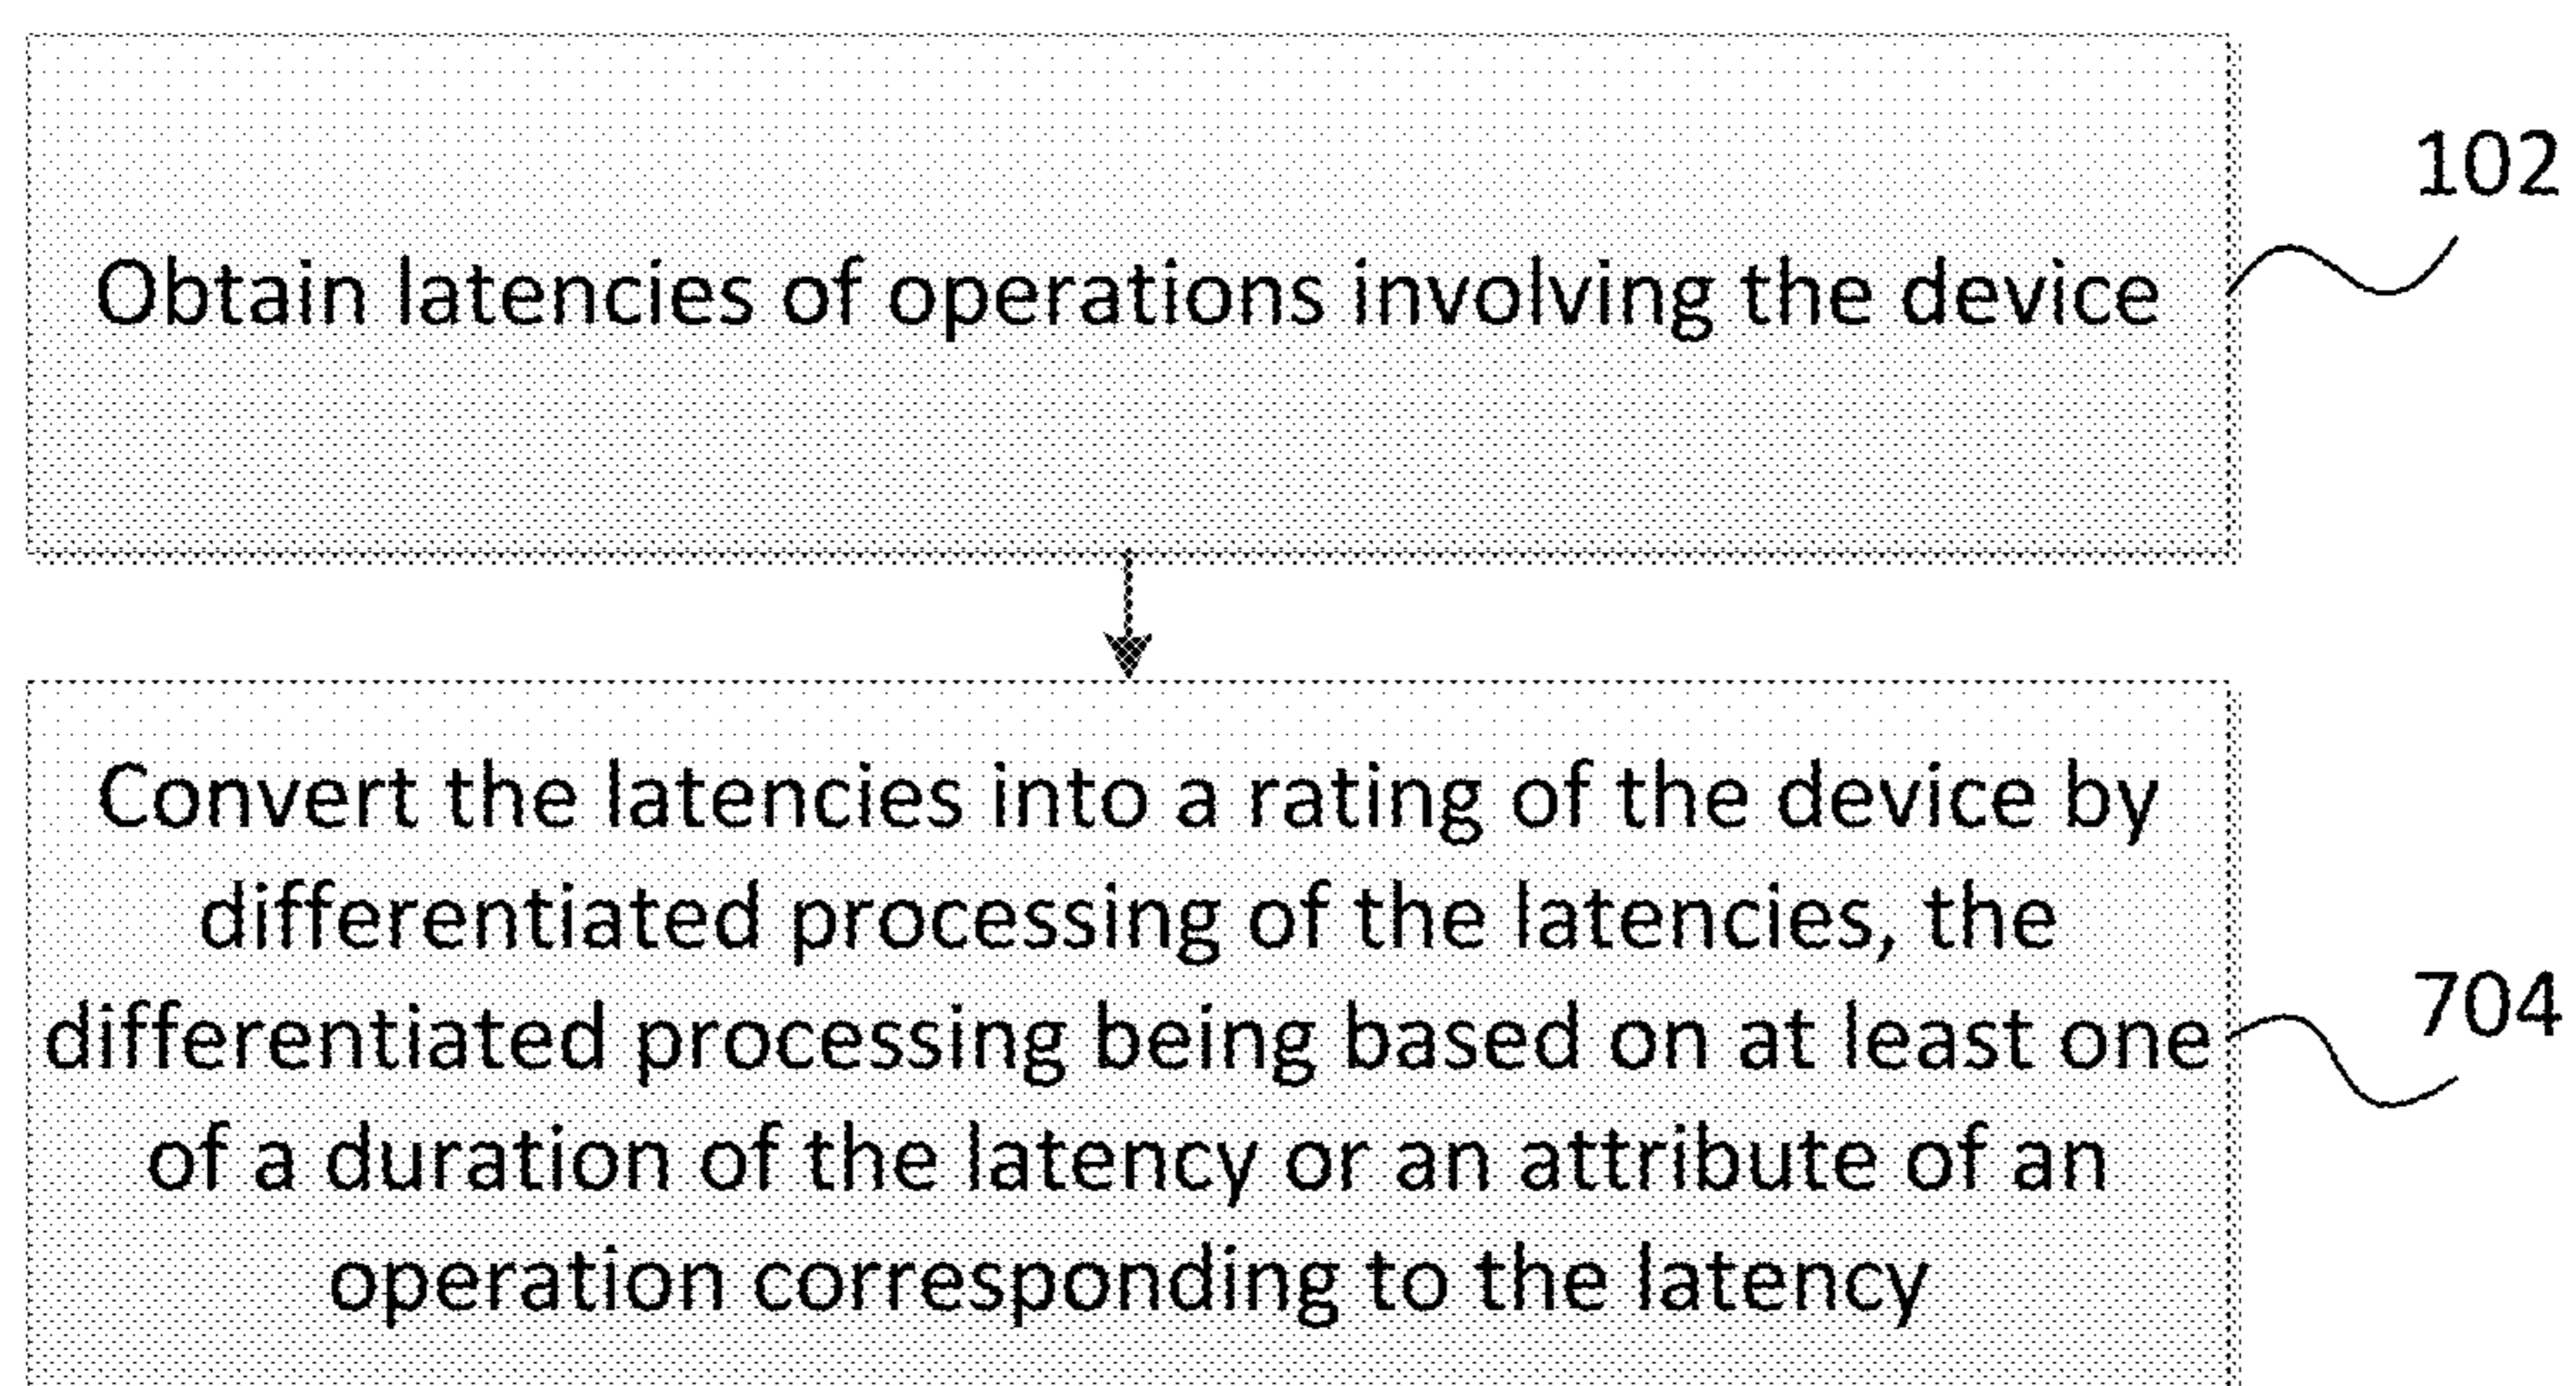 102
Obtain latencies of operations involving the device
Convert the latencies into a rating of the device by
differentiated processing of the latencies, the
differentiated processing being based on at least one
704
of a duration of the latency or an attribute of an
operation corresponding to the latency